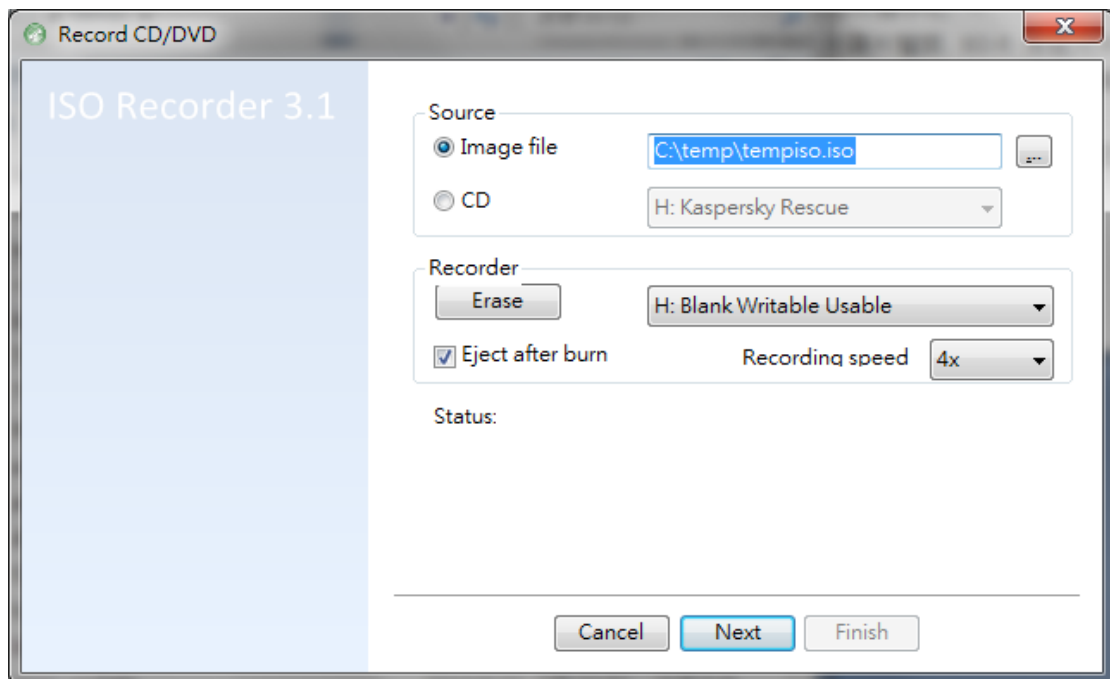 Record CD/DVD
ISO Recorder 3.1
Source
Image file
C:\temp\tempiso.iso
...
CD
H: Kaspersky Rescue
Recorder
Erase
H: Blank Writable Usable
Eject after burn
Recording speed
4x
Status:
Cancel
Next
Finish